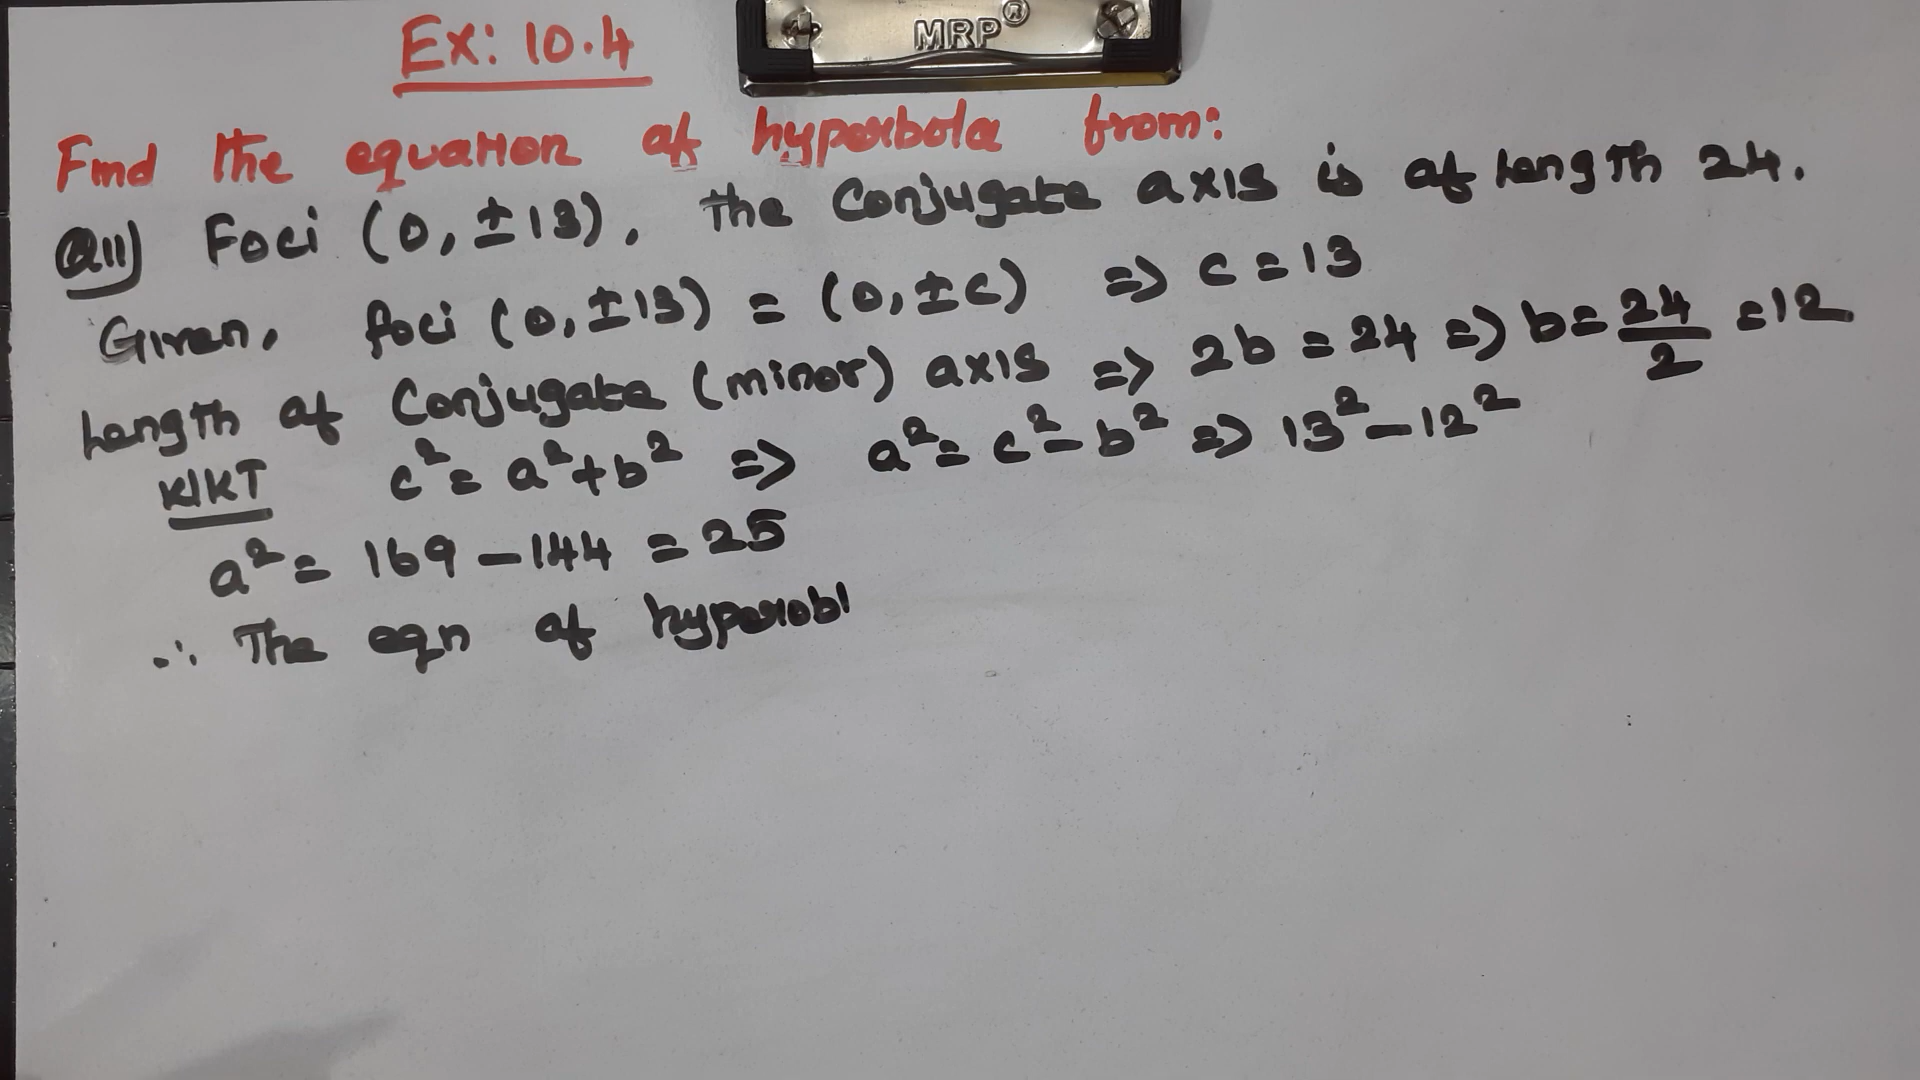 Ex: 10.4
MRP®
Find the equation of hyperbola from:
Q11) Foci (0, ±13), the Conjugate axis is of length 24.
Given, foci (0, ±13) = (0, ±c) => c = 13
Length of Conjugate (minor) axis => 2b = 24 => b = 24/2 = 12
WKT c² = a² + b² => a² = c² - b² => 13² - 12²
a² = 169 - 144 = 25
∴ The eqn of hyperbl